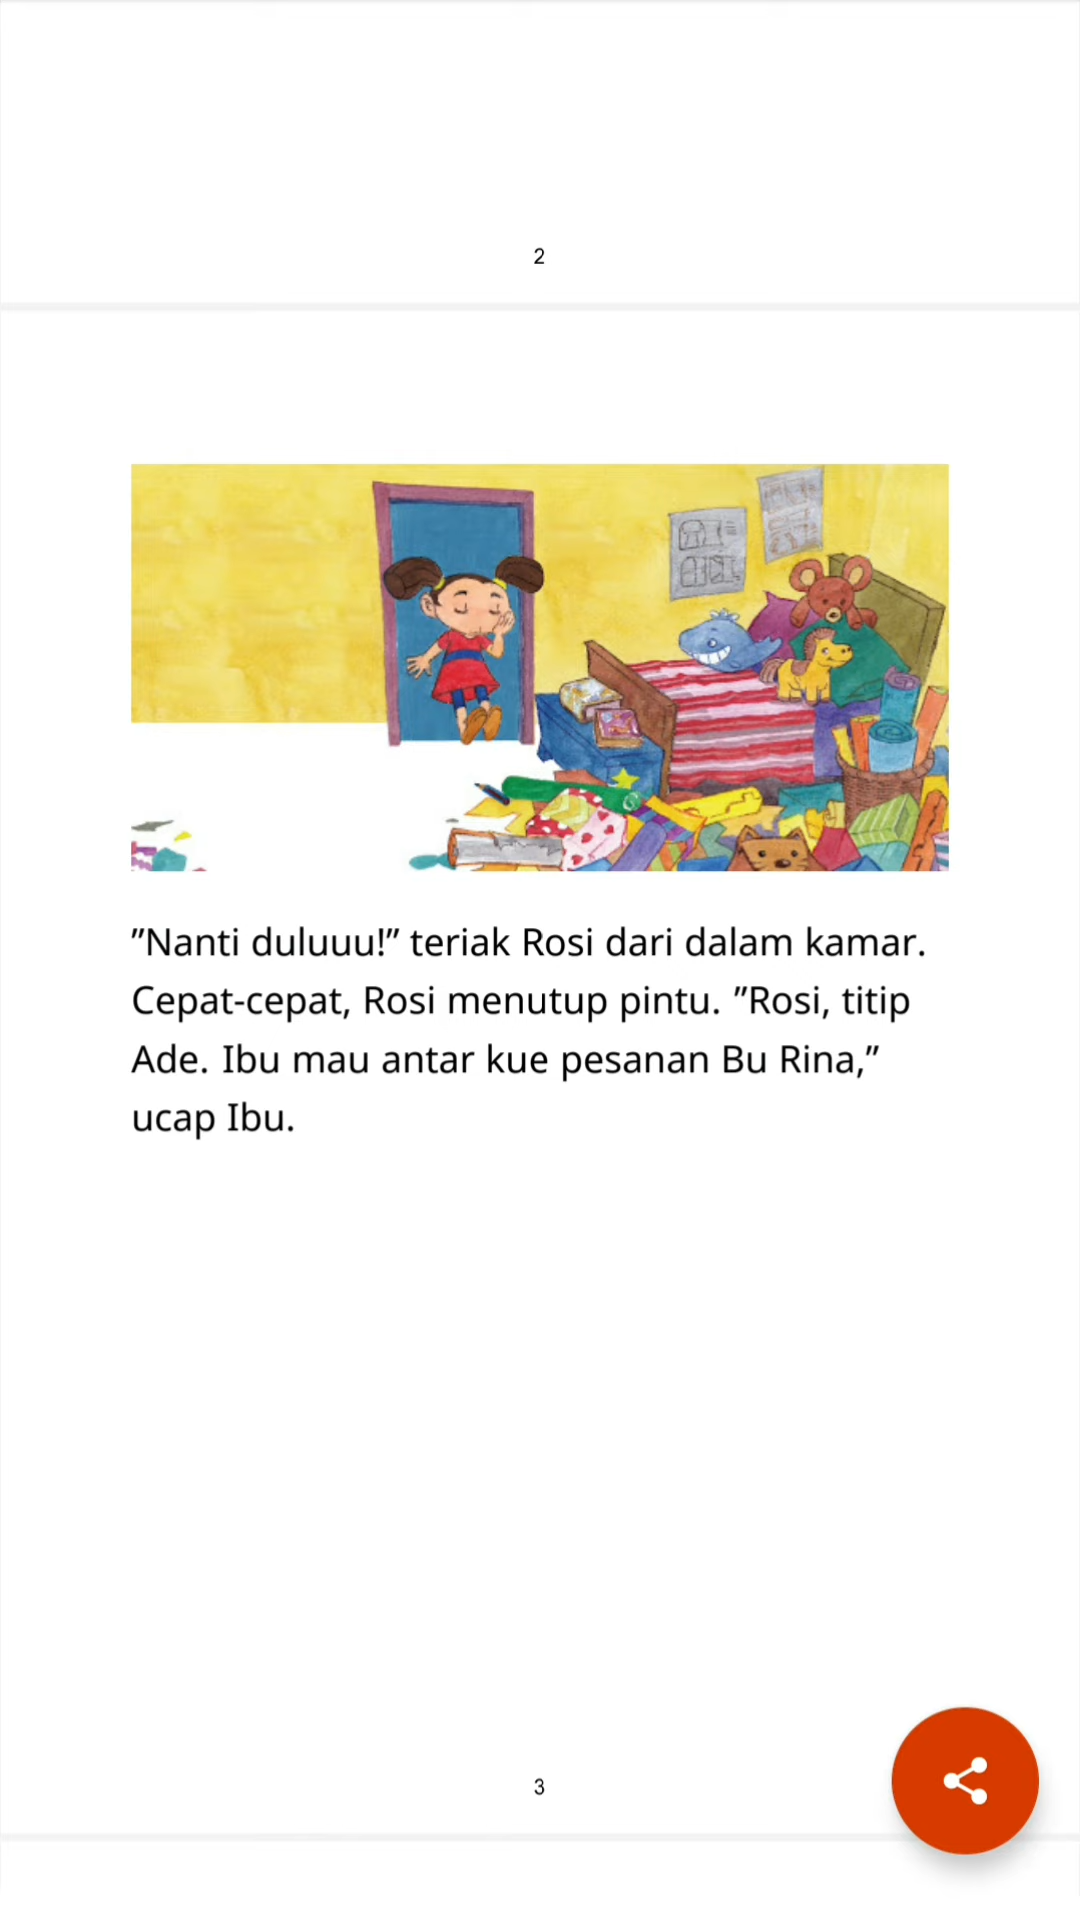 2
”Nanti duluuu!” teriak Rosi dari dalam kamar.
Cepat-cepat, Rosi menutup pintu. ”Rosi, titip
Ade. Ibu mau antar kue pesanan Bu Rina,”
ucap Ibu.
3